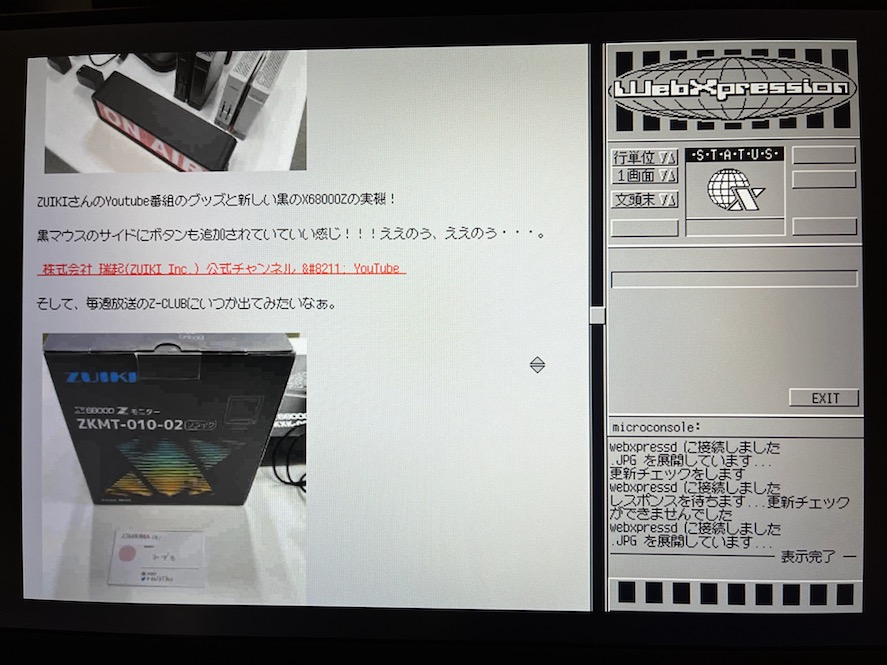 ON AIR
ZUIKIさんのYoutube番組のグッズと新しい黒のX68000Zの実機！
黒マウスのサイドにボタンも追加されていていい感じ！！！ええのぅ、ええのぅ・・・。
株式会社 瑞起(ZUIKI Inc.) 公式チャンネル &#8211; YouTube
そして、毎週放送のZ-CLUBにいつか出てみたいなぁ。
ZUIKI
X68000 Z モニター
ZKMT-010-02 ブラック
WebXpression
行単位
1画面
文頭末
・S・T・A・T・U・S・
EXIT
microconsole:
webxpressd に接続しました
.JPG を展開しています...
更新チェックをします
webxpressd に接続しました
レスポンスを待ちます...更新チェック
ができませんでした
webxpressd に接続しました
.JPG を展開しています...
表示完了